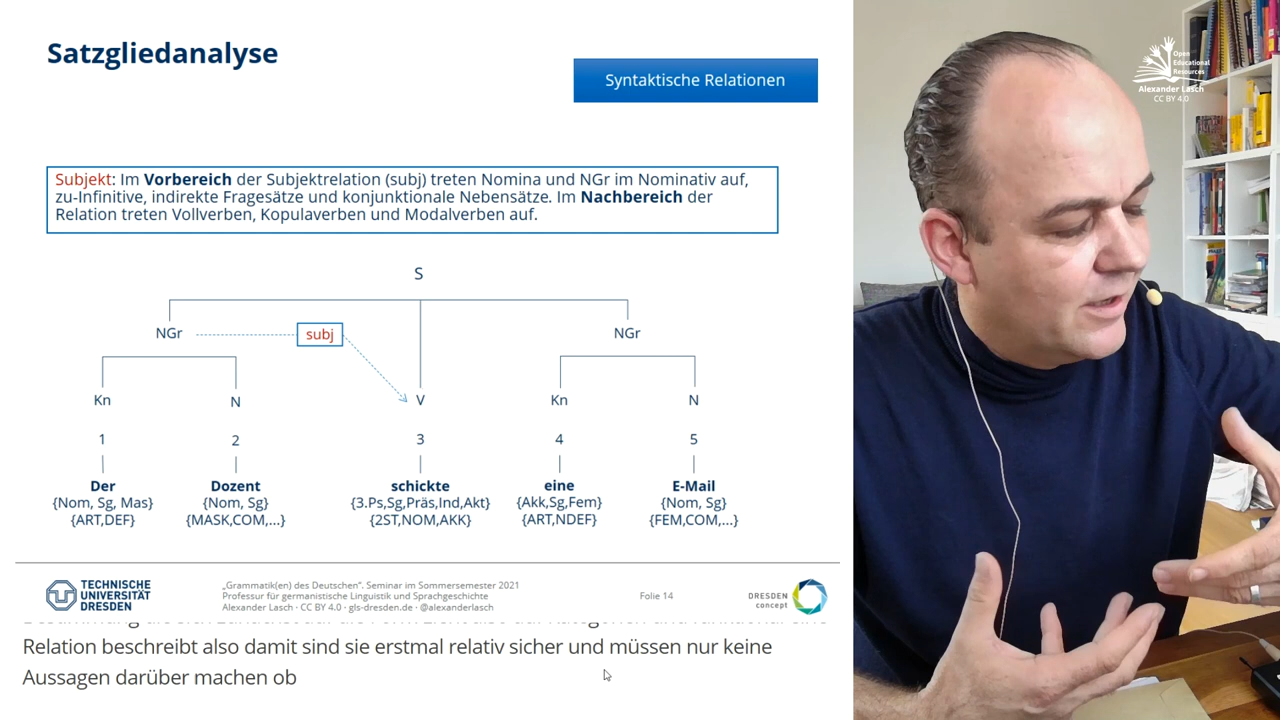 Satzgliedanalyse
Syntaktische Relationen
Subjekt: Im Vorbereich der Subjektrelation (subj) treten Nomina und NGr im Nominativ auf,
zu-Infinitive, indirekte Fragesätze und konjunktionale Nebensätze. Im Nachbereich der
Relation treten Vollverben, Kopulaverben und Modalverben auf.
S
NGr subj NGr
Kn N V Kn N
1 2 3 4 5
Der Dozent schickte eine E-Mail
{Nom, Sg, Mas} {Nom, Sg} {3.Ps,Sg,Präs,Ind,Akt} {Akk,Sg,Fem} {Nom, Sg}
{ART,DEF} {MASK,COM,...} {2ST,NOM,AKK} {ART,NDEF} {FEM,COM,...}
TECHNISCHE
UNIVERSITÄT
DRESDEN
„Grammatik(en) des Deutschen“. Seminar im Sommersemester 2021
Professur für germanistische Linguistik und Sprachgeschichte
Alexander Lasch · CC BY 4.0 · gls-dresden.de · @alexanderlasch
Folie 14
DRESDEN
concept
Relation beschreibt also damit sind sie erstmal relativ sicher und müssen nur keine
Aussagen darüber machen ob
Open
Educational
Resources
Alexander Lasch
CC BY 4.0